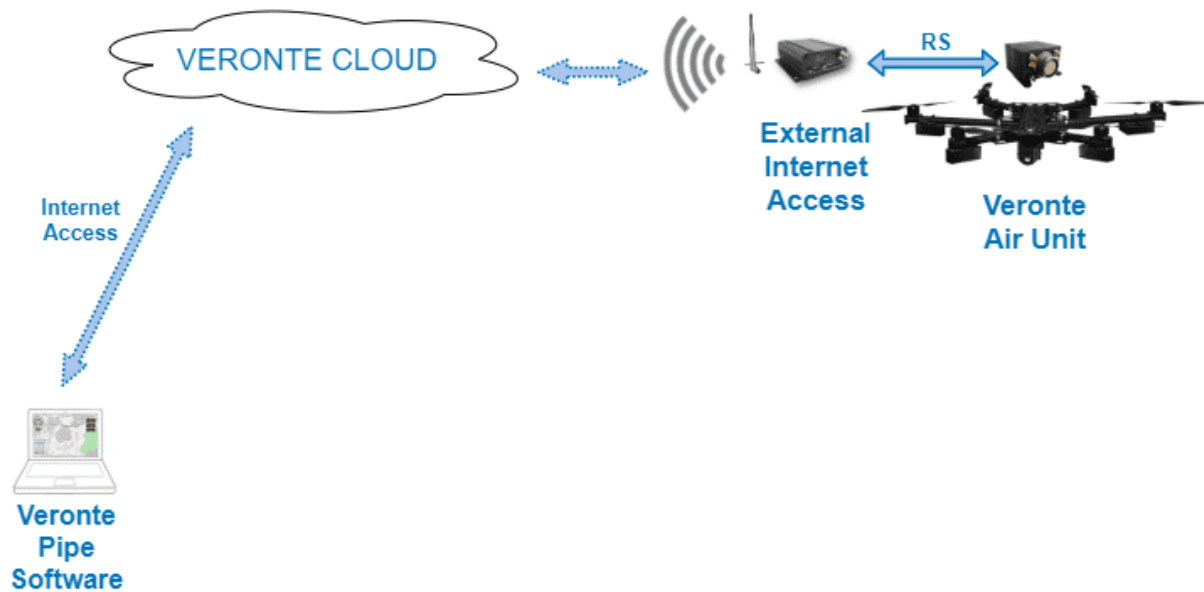 VERONTE CLOUD
RS
External
Internet
Access
Veronte
Air Unit
Internet
Access
Veronte
Pipe
Software